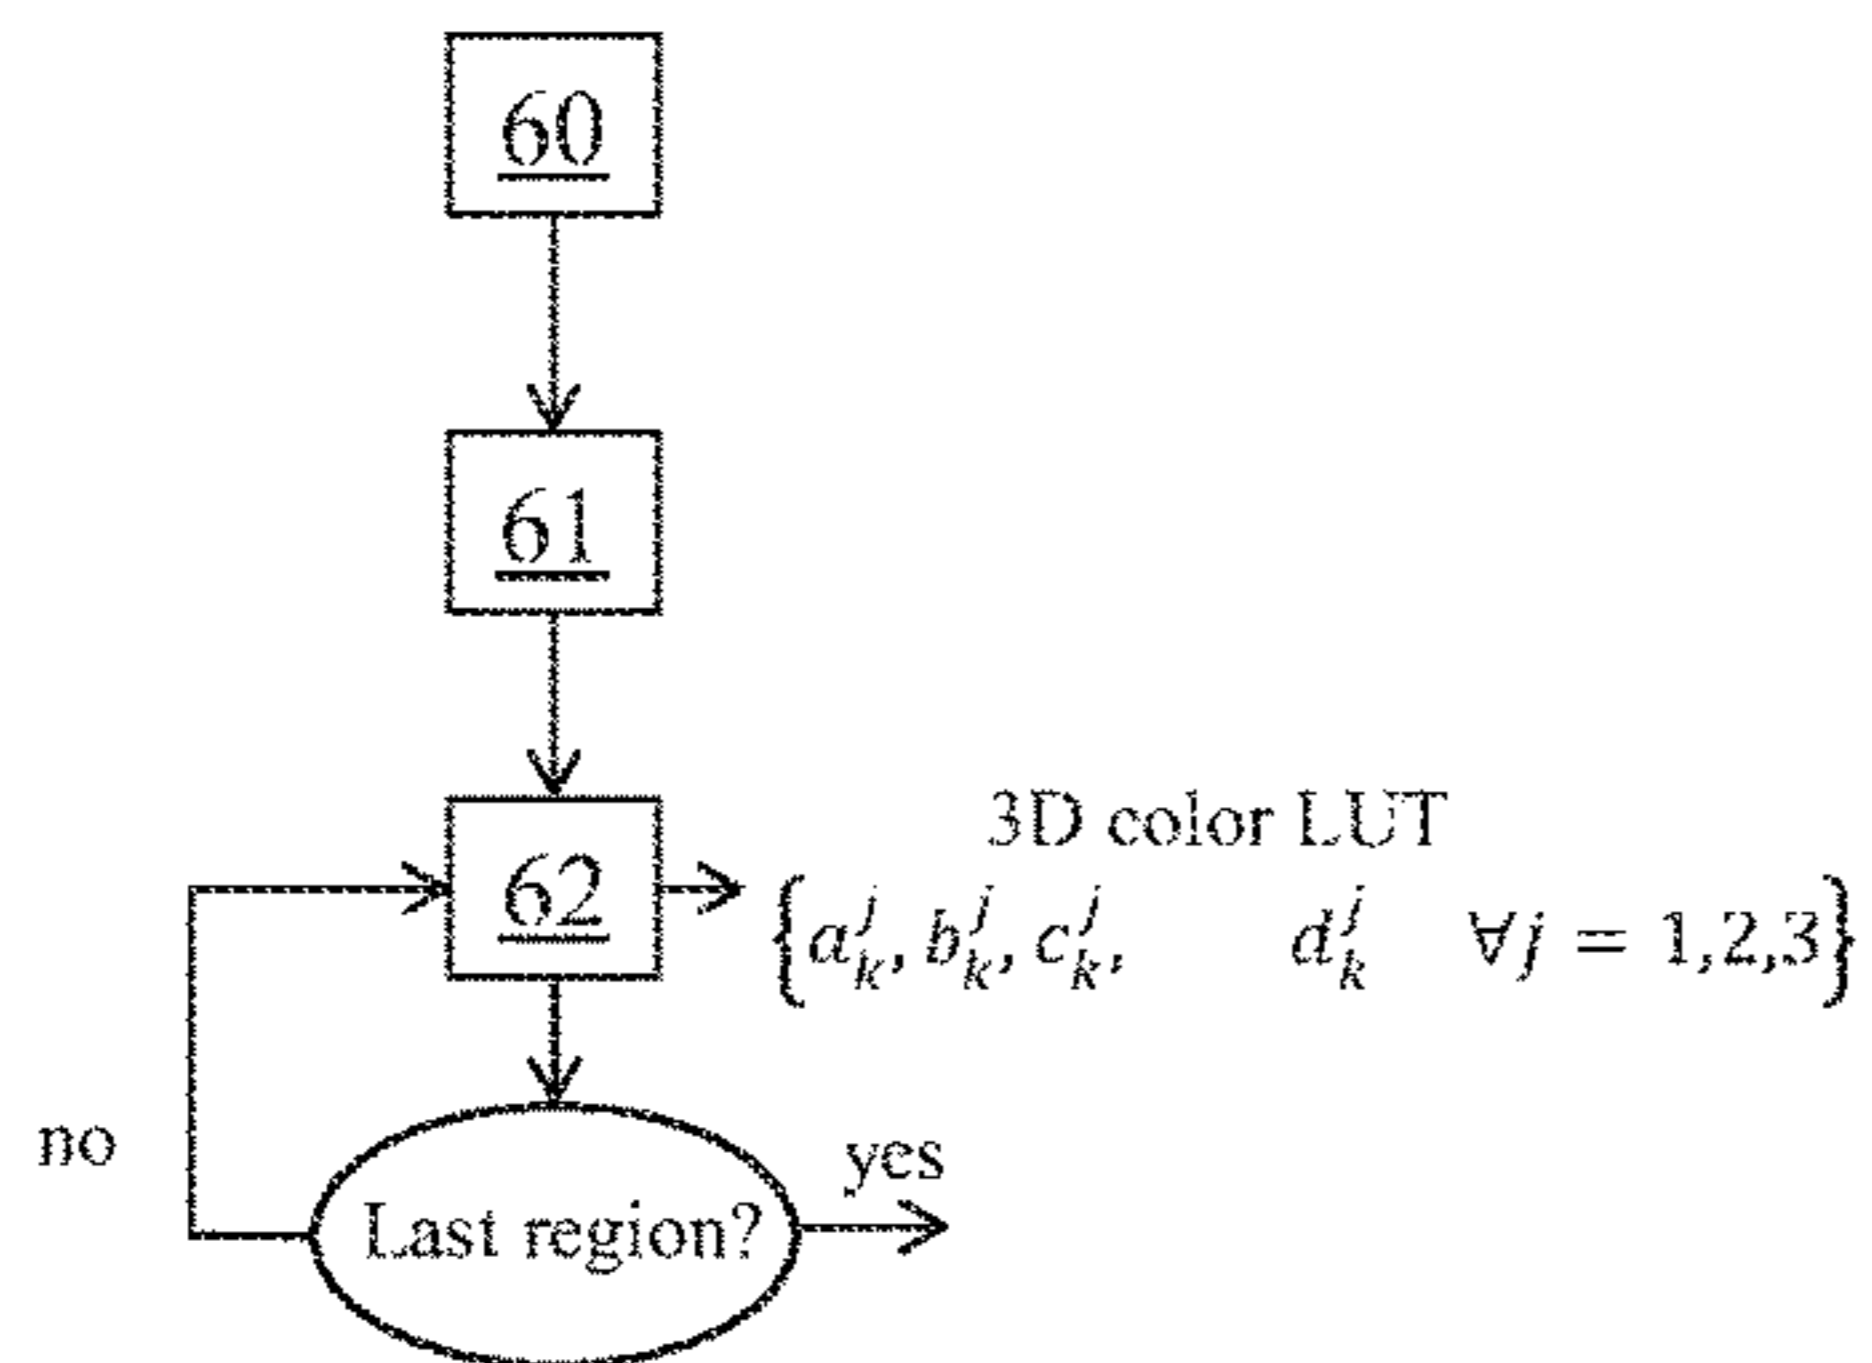 60
61
3D color LUT
62
{a_k^j, b_k^j, c_k^j, d_k^j ∀j = 1,2,3}
no
yes
Last region?